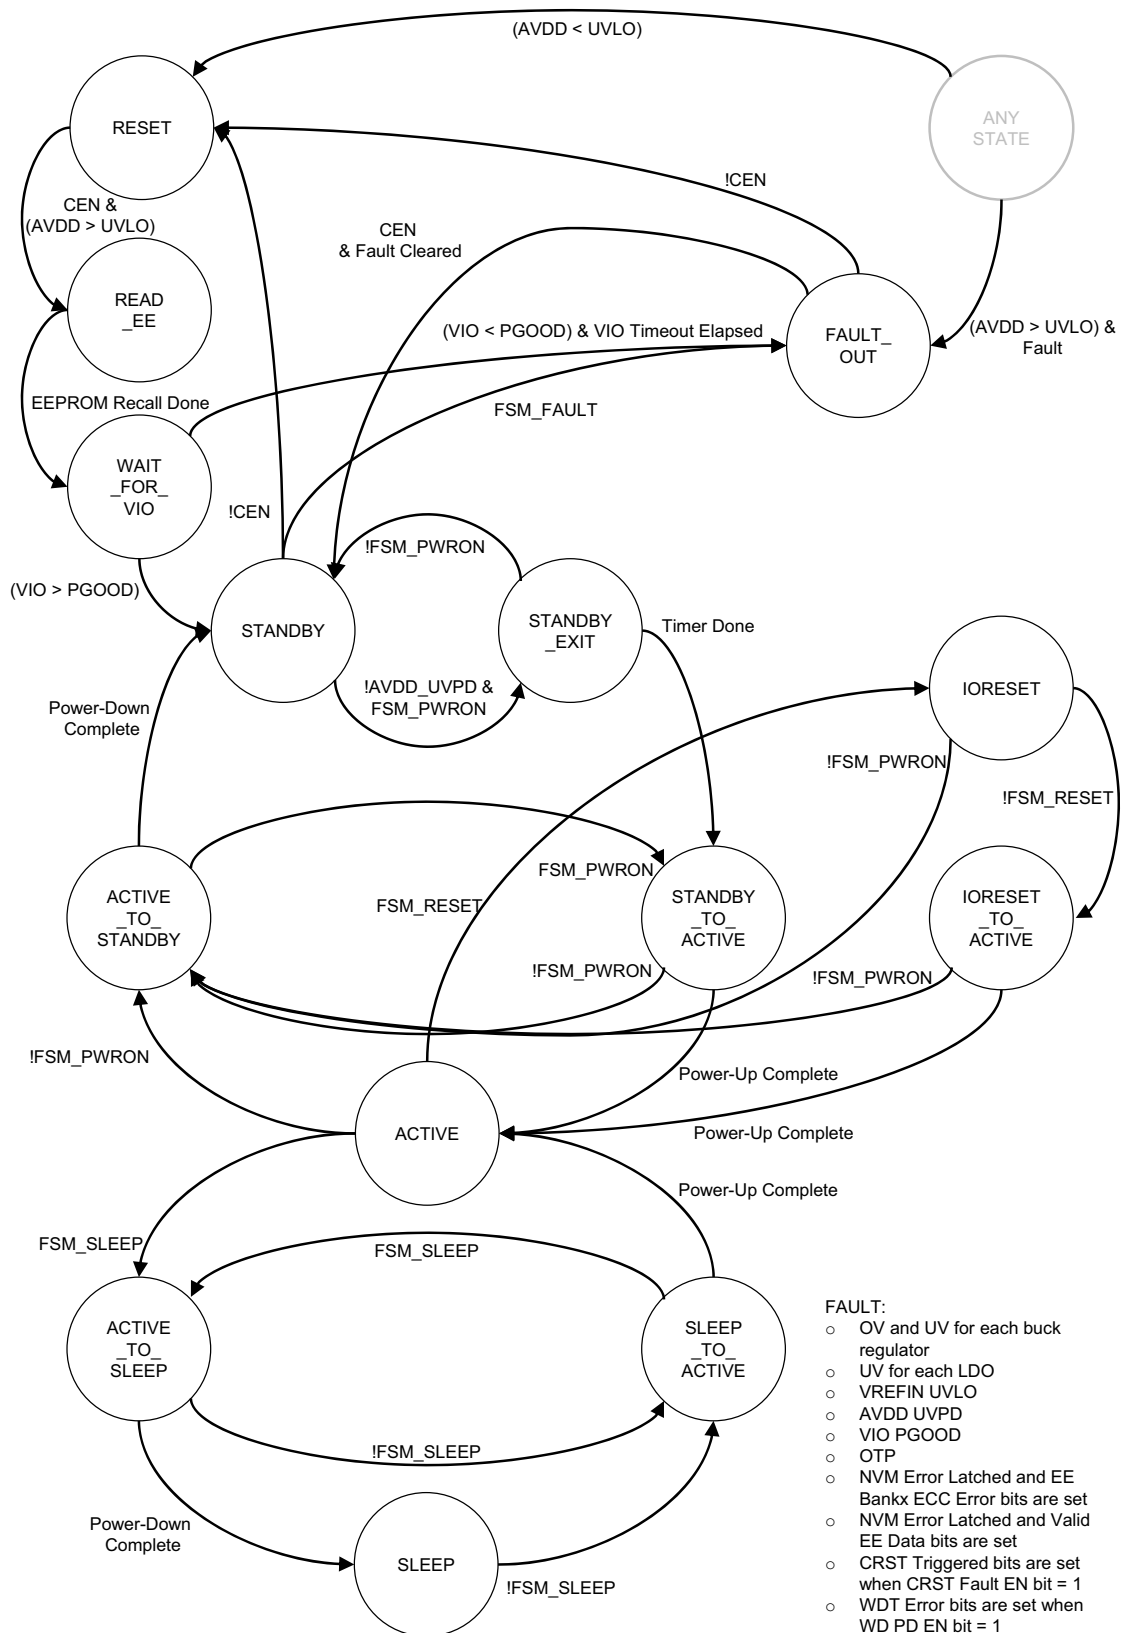 (AVDD < UVLO)
RESET
ANY
STATE
!CEN
CEN &
(AVDD > UVLO)
CEN
& Fault Cleared
READ
_EE
(VIO < PGOOD) & VIO Timeout Elapsed
FAULT_
OUT
(AVDD > UVLO) &
Fault
EEPROM Recall Done
FSM_FAULT
WAIT
_FOR_
VIO
!CEN
!FSM_PWRON
(VIO > PGOOD)
STANDBY
STANDBY
_EXIT
Timer Done
!AVDD_UVPD &
FSM_PWRON
IORESET
Power-Down
Complete
!FSM_PWRON
!FSM_RESET
FSM_PWRON
ACTIVE
_TO_
STANDBY
FSM_RESET
STANDBY
_TO_
ACTIVE
IORESET
_TO_
ACTIVE
!FSM_PWRON
!FSM_PWRON
!FSM_PWRON
Power-Up Complete
ACTIVE
Power-Up Complete
Power-Up Complete
FSM_SLEEP
FSM_SLEEP
ACTIVE
_TO_
SLEEP
SLEEP
_TO_
ACTIVE
!FSM_SLEEP
Power-Down
Complete
SLEEP
!FSM_SLEEP
FAULT:
○ OV and UV for each buck
regulator
○ UV for each LDO
○ VREFIN UVLO
○ AVDD UVPD
○ VIO PGOOD
○ OTP
○ NVM Error Latched and EE
Bankx ECC Error bits are set
○ NVM Error Latched and Valid
EE Data bits are set
○ CRST Triggered bits are set
when CRST Fault EN bit = 1
○ WDT Error bits are set when
WD PD EN bit = 1